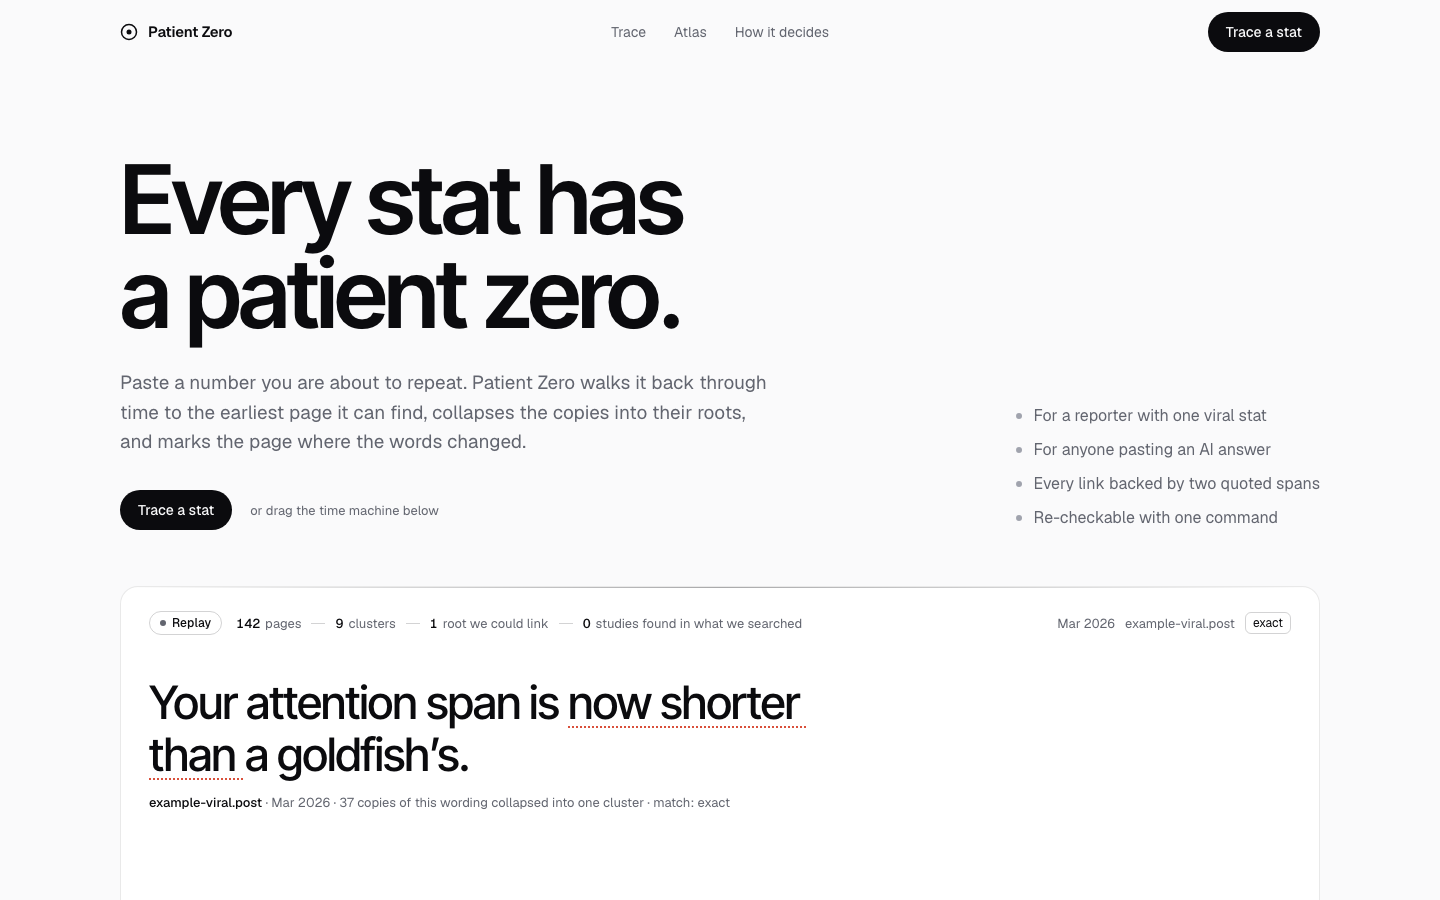 Patient Zero
Trace
Atlas
How it decides
Trace a stat
Every stat has
a patient zero.
Paste a number you are about to repeat. Patient Zero walks it back through
time to the earliest page it can find, collapses the copies into their roots,
and marks the page where the words changed.
Trace a stat
or drag the time machine below
For a reporter with one viral stat
For anyone pasting an AI answer
Every link backed by two quoted spans
Re-checkable with one command
Replay
142 pages — 9 clusters — 1 root we could link — 0 studies found in what we searched
Mar 2026 example-viral.post exact
Your attention span is now shorter
than a goldfish’s.
example-viral.post · Mar 2026 · 37 copies of this wording collapsed into one cluster · match: exact